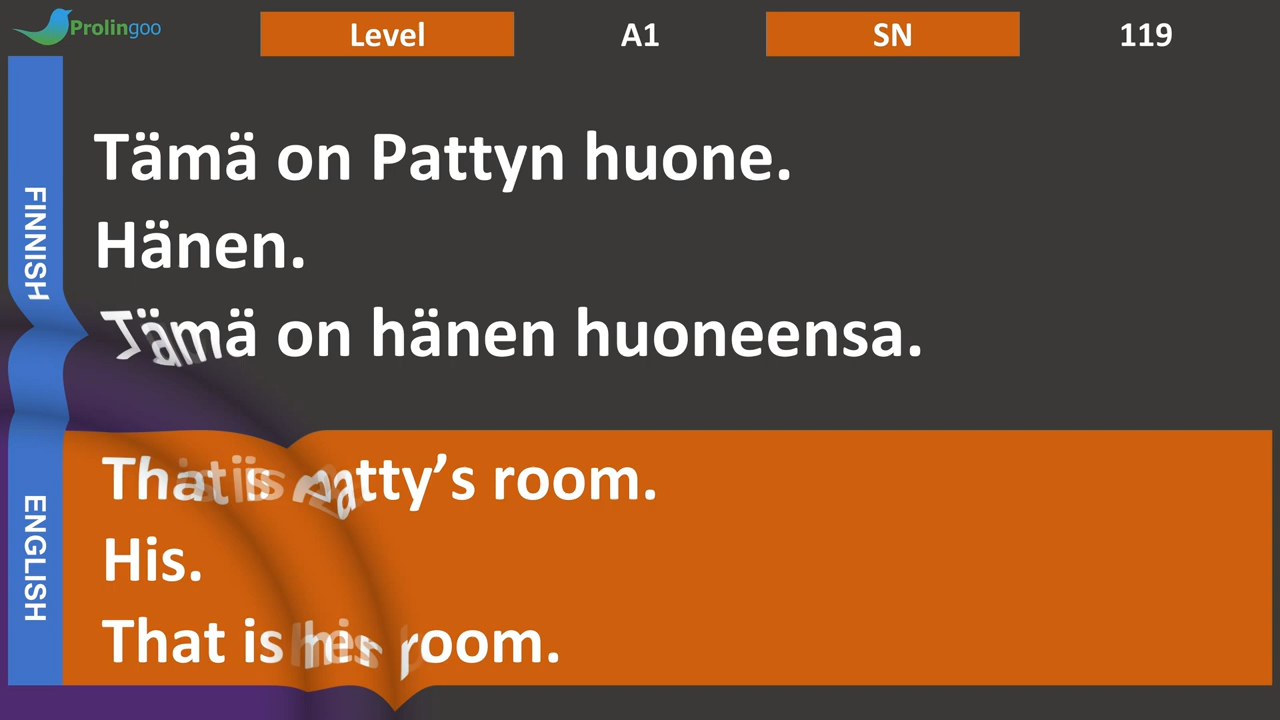 Prolingoo
Level A1 SN 119
FINNISH
Tämä on Pattyn huone.
Hänen.
Tämä on hänen huoneensa.
ENGLISH
That is Patty’s room.
His.
That is room.